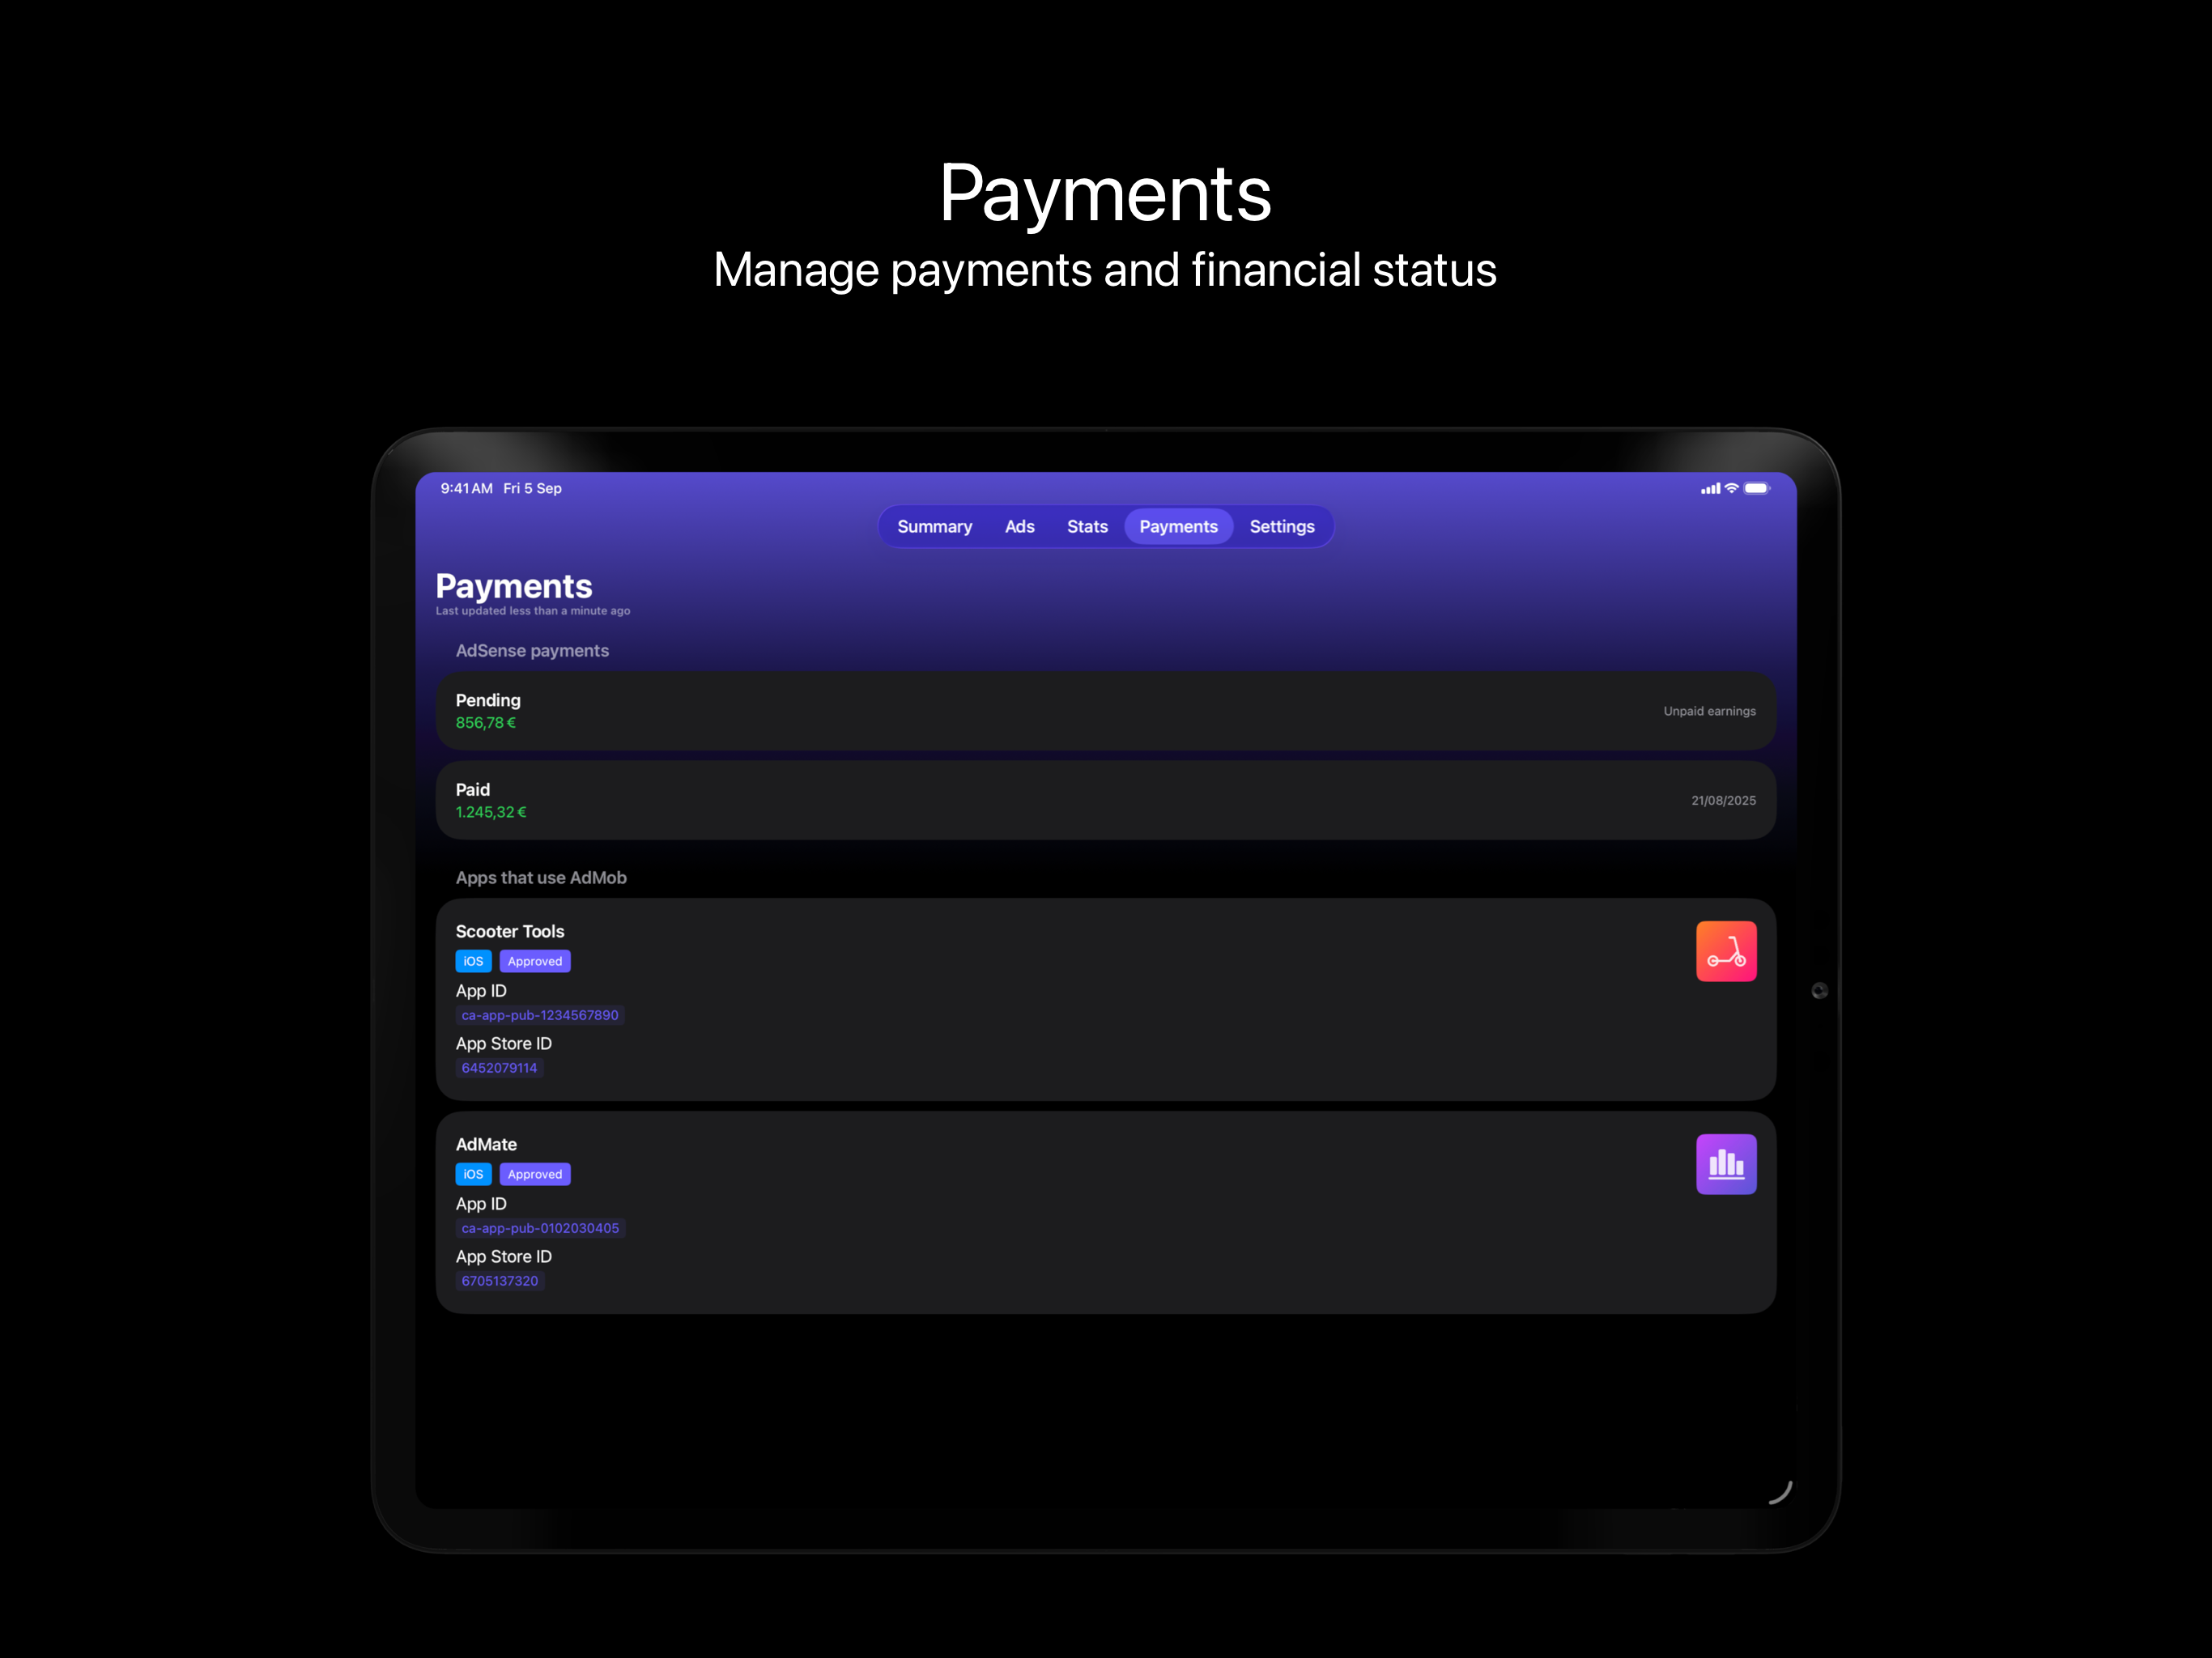 Payments
Manage payments and financial status
9:41 AM Fri 5 Sep
Summary Ads Stats Payments Settings
Payments
Last updated less than a minute ago
AdSense payments
Pending
856,78 €
Unpaid earnings
Paid
1.245,32 €
21/08/2025
Apps that use AdMob
Scooter Tools
iOS Approved
App ID
ca-app-pub-1234567890
App Store ID
6452079114
AdMate
iOS Approved
App ID
ca-app-pub-0102030405
App Store ID
6705137320